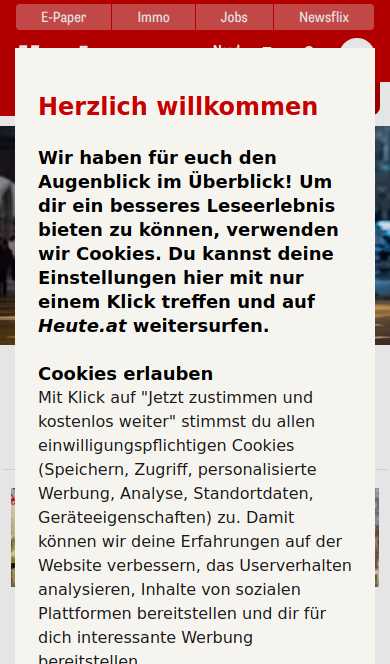 E-Paper Immo Jobs Newsflix
Herzlich willkommen
Wir haben für euch den
Augenblick im Überblick! Um
dir ein besseres Leseerlebnis
bieten zu können, verwenden
wir Cookies. Du kannst deine
Einstellungen hier mit nur
einem Klick treffen und auf
Heute.at weitersurfen.
Cookies erlauben
Mit Klick auf "Jetzt zustimmen und
kostenlos weiter" stimmst du allen
einwilligungspflichtigen Cookies
(Speichern, Zugriff, personalisierte
Werbung, Analyse, Standortdaten,
Geräteeigenschaften) zu. Damit
können wir deine Erfahrungen auf der
Website verbessern, das Userverhalten
analysieren, Inhalte von sozialen
Plattformen bereitstellen und dir für
dich interessante Werbung
bereitstellen